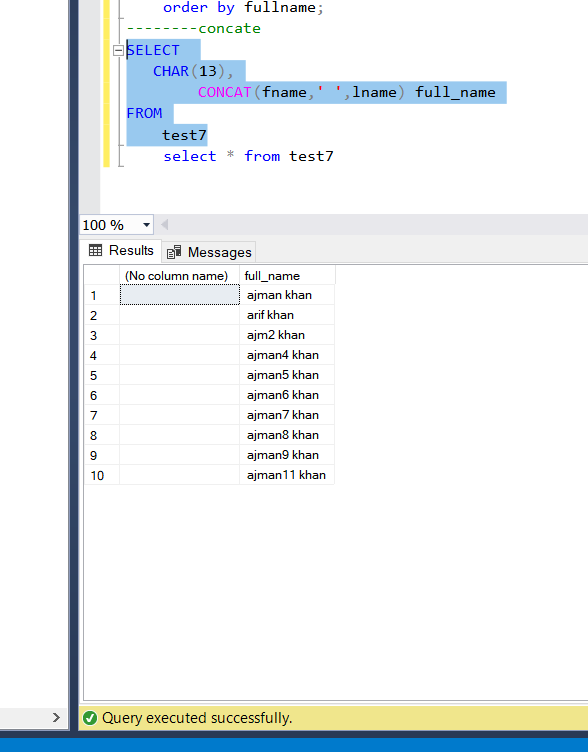 order by fullname;
--------concate
SELECT
CHAR(13),
CONCAT(fname,' ',lname) full_name
FROM
test7
select * from test7
100 %
Results Messages
(No column name) full_name
1 ajman khan
2 arif khan
3 ajm2 khan
4 ajman4 khan
5 ajman5 khan
6 ajman6 khan
7 ajman7 khan
8 ajman8 khan
9 ajman9 khan
10 ajman11 khan
Query executed successfully.